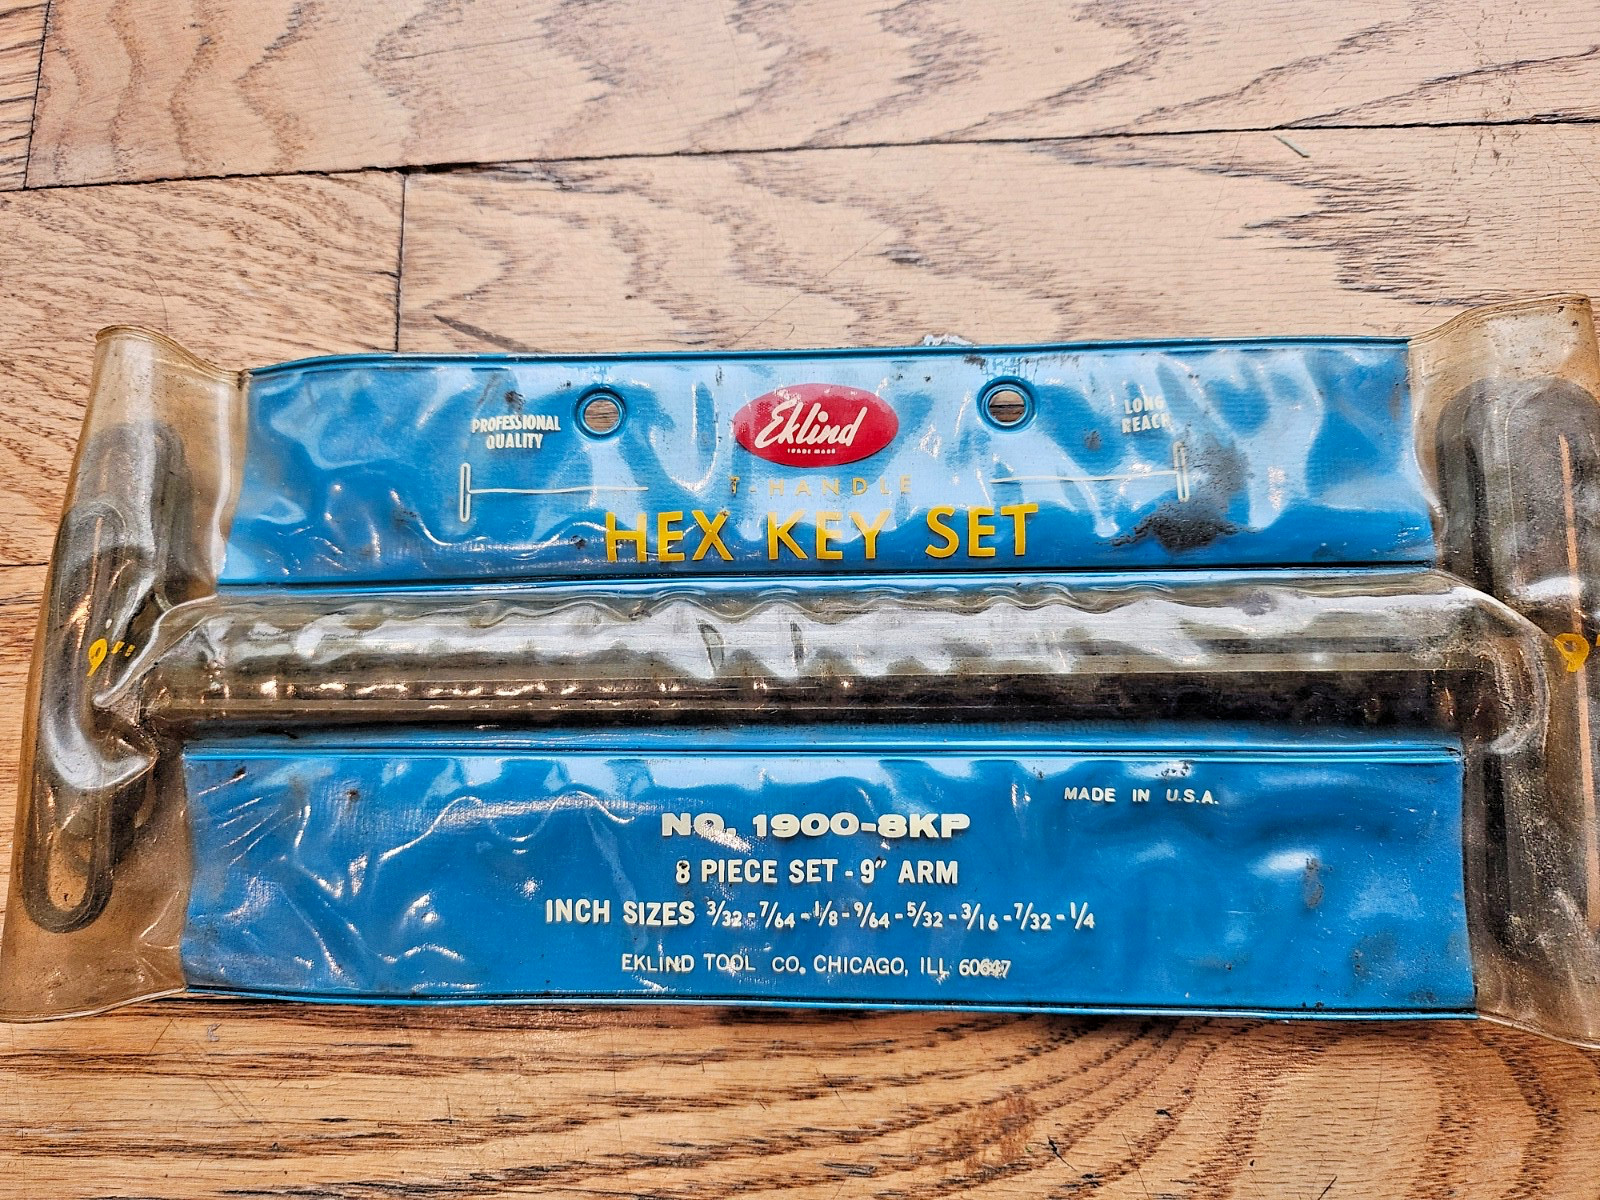 PROFESSIONAL
QUALITY
Eklind
TRADE MARK
LONG
REACH
T-HANDLE
HEX KEY SET
9"
9"
MADE IN U.S.A.
NO. 1900-8KP
8 PIECE SET - 9" ARM
INCH SIZES 3/32 - 7/64 - 1/8 - 9/64 - 5/32 - 3/16 - 7/32 - 1/4
EKLIND TOOL CO. CHICAGO, ILL 60647